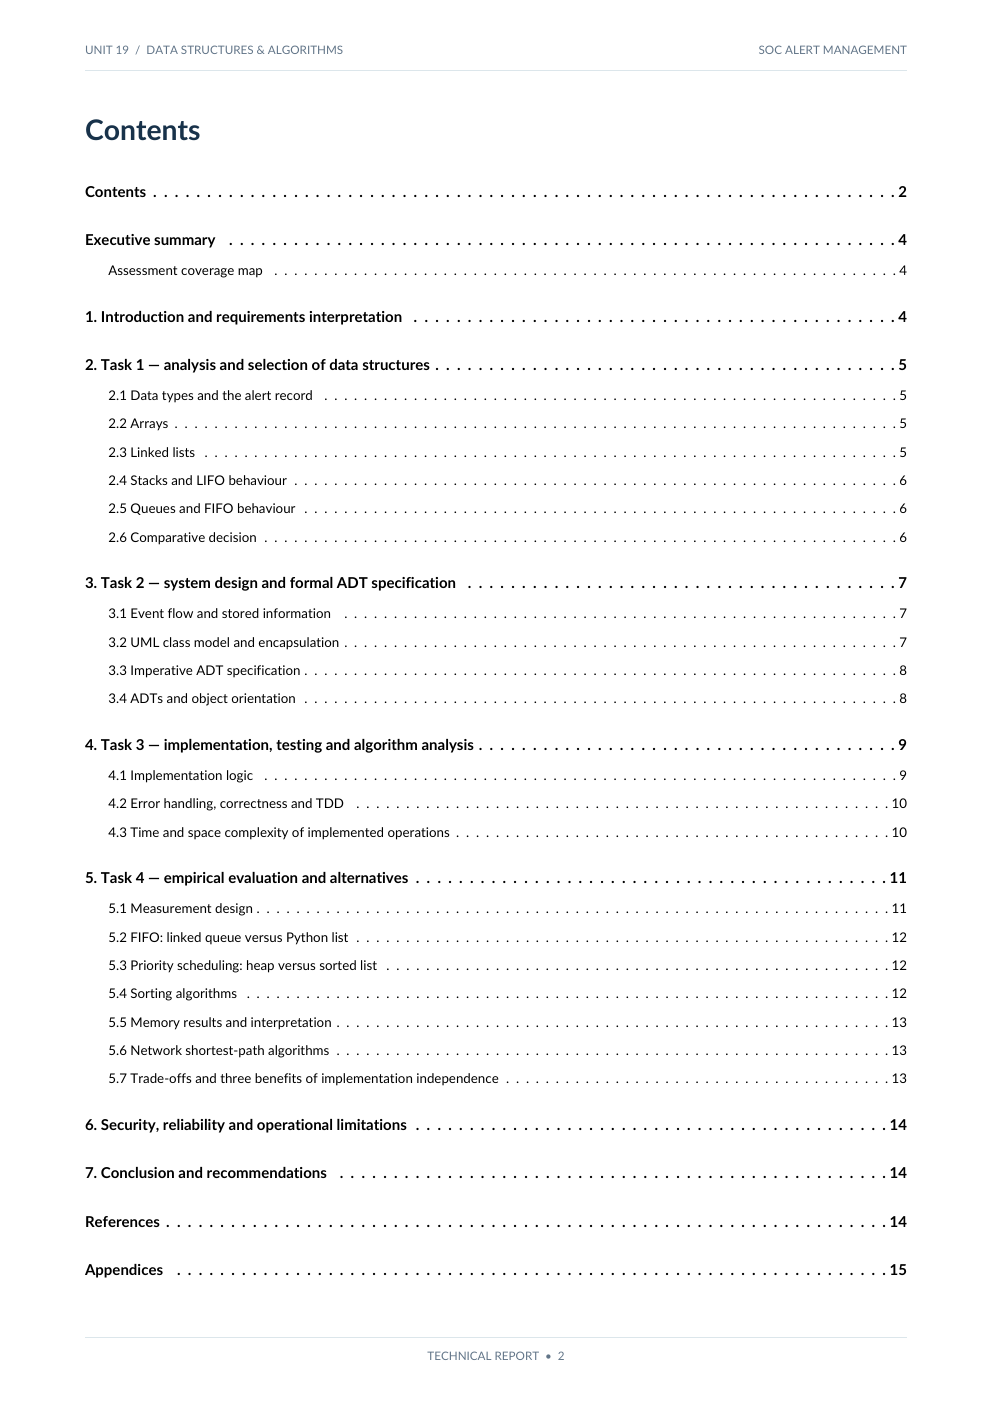 UNIT 19 / DATA STRUCTURES & ALGORITHMS SOC ALERT MANAGEMENT
Contents
Contents . . . 2
Executive summary . . . 4
Assessment coverage map . . . 4
1. Introduction and requirements interpretation . . . 4
2. Task 1 — analysis and selection of data structures . . . 5
2.1 Data types and the alert record . . . 5
2.2 Arrays . . . 5
2.3 Linked lists . . . 5
2.4 Stacks and LIFO behaviour . . . 6
2.5 Queues and FIFO behaviour . . . 6
2.6 Comparative decision . . . 6
3. Task 2 — system design and formal ADT specification . . . 7
3.1 Event flow and stored information . . . 7
3.2 UML class model and encapsulation . . . 7
3.3 Imperative ADT specification . . . 8
3.4 ADTs and object orientation . . . 8
4. Task 3 — implementation, testing and algorithm analysis . . . 9
4.1 Implementation logic . . . 9
4.2 Error handling, correctness and TDD . . . 10
4.3 Time and space complexity of implemented operations . . . 10
5. Task 4 — empirical evaluation and alternatives . . . 11
5.1 Measurement design . . . 11
5.2 FIFO: linked queue versus Python list . . . 12
5.3 Priority scheduling: heap versus sorted list . . . 12
5.4 Sorting algorithms . . . 12
5.5 Memory results and interpretation . . . 13
5.6 Network shortest-path algorithms . . . 13
5.7 Trade-offs and three benefits of implementation independence . . . 13
6. Security, reliability and operational limitations . . . 14
7. Conclusion and recommendations . . . 14
References . . . 14
Appendices . . . 15
TECHNICAL REPORT • 2